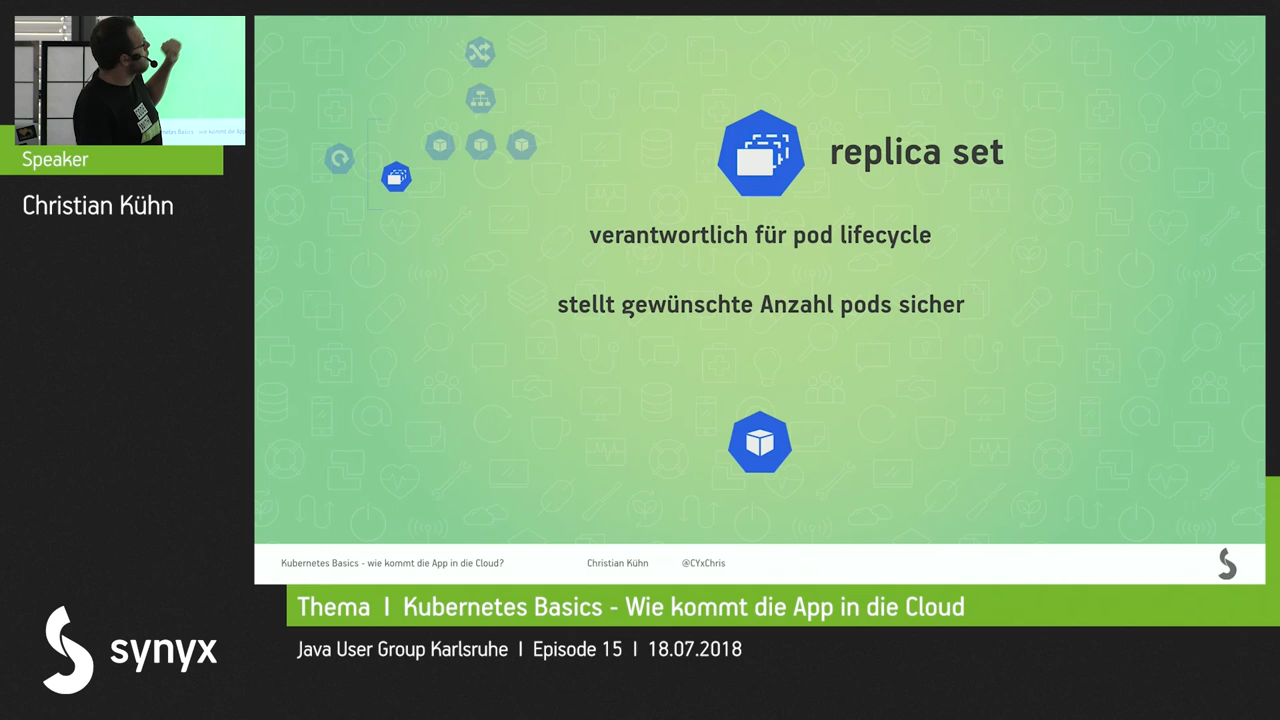 Speaker
Christian Kühn
replica set
verantwortlich für pod lifecycle
stellt gewünschte Anzahl pods sicher
Kubernetes Basics - wie kommt die App in die Cloud?
Christian Kühn
@CYxChris
Thema I Kubernetes Basics - Wie kommt die App in die Cloud
Java User Group Karlsruhe I Episode 15 I 18.07.2018
synyx